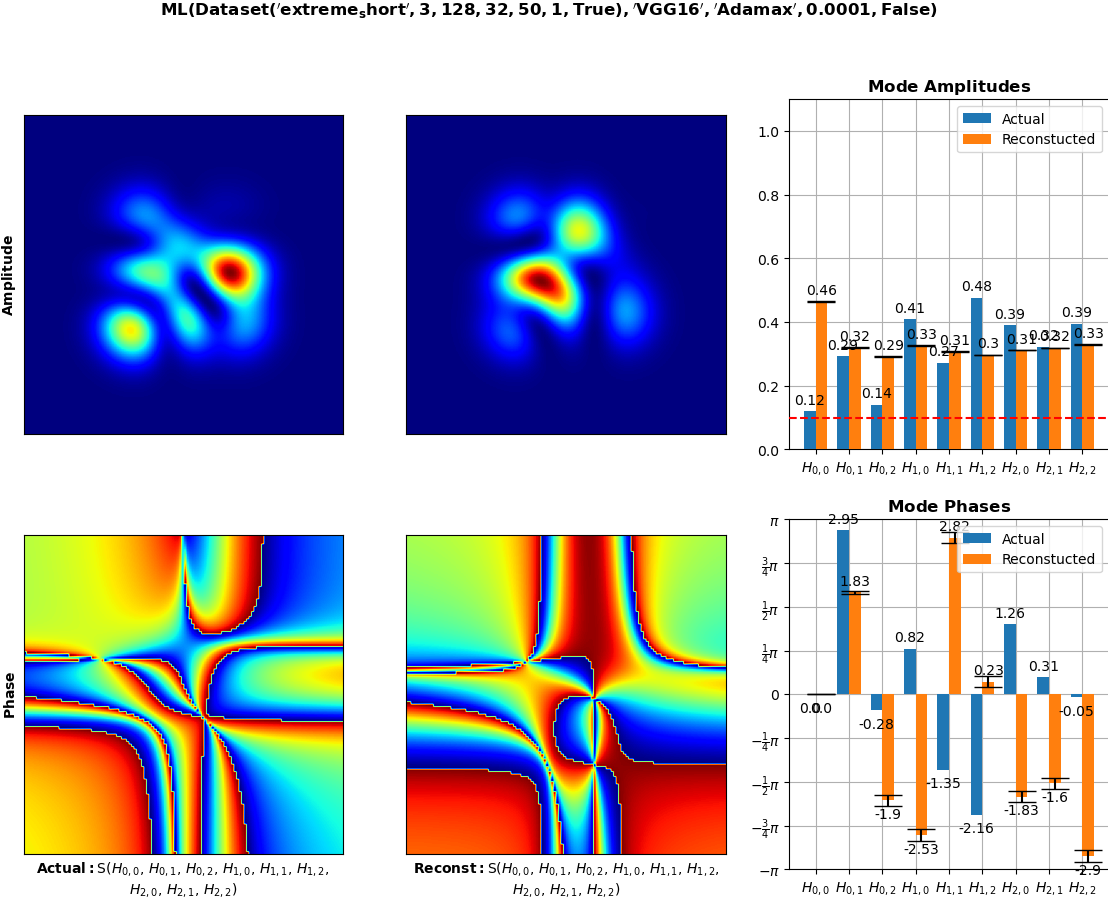 ML(Dataset('extreme_short', 3, 128, 32, 50, 1, True), 'VGG16', 'Adamax', 0.0001, False)
Amplitude
Mode Amplitudes
Actual
Reconstucted
1.0
0.8
0.6
0.4
0.2
0.0
0.12
0.46
0.29
0.32
0.14
0.29
0.41
0.33
0.27
0.31
0.48
0.3
0.39
0.31
0.32
0.32
0.39
0.33
H0,0 H0,1 H0,2 H1,0 H1,1 H1,2 H2,0 H2,1 H2,2
Phase
Actual: S(H0,0, H0,1, H0,2, H1,0, H1,1, H1,2,
H2,0, H2,1, H2,2)
Reconst: S(H0,0, H0,1, H0,2, H1,0, H1,1, H1,2,
H2,0, H2,1, H2,2)
Mode Phases
Actual
Reconstucted
π
3/4π
1/2π
1/4π
0
−1/4π
−1/2π
−3/4π
−π
0.0
0.0
2.95
1.83
-0.28
-1.9
0.82
-2.53
-1.35
2.82
-2.16
0.23
1.26
-1.83
0.31
-1.6
-0.05
-2.9
H0,0 H0,1 H0,2 H1,0 H1,1 H1,2 H2,0 H2,1 H2,2